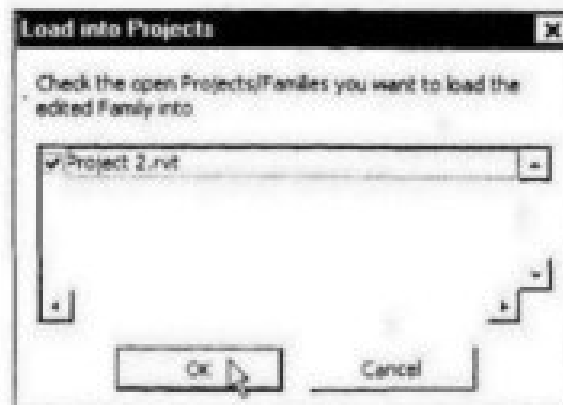 Load into Projects
Check the open Projects/Families you want to load the
edited Family into
Project 2.rvt
OK
Cancel